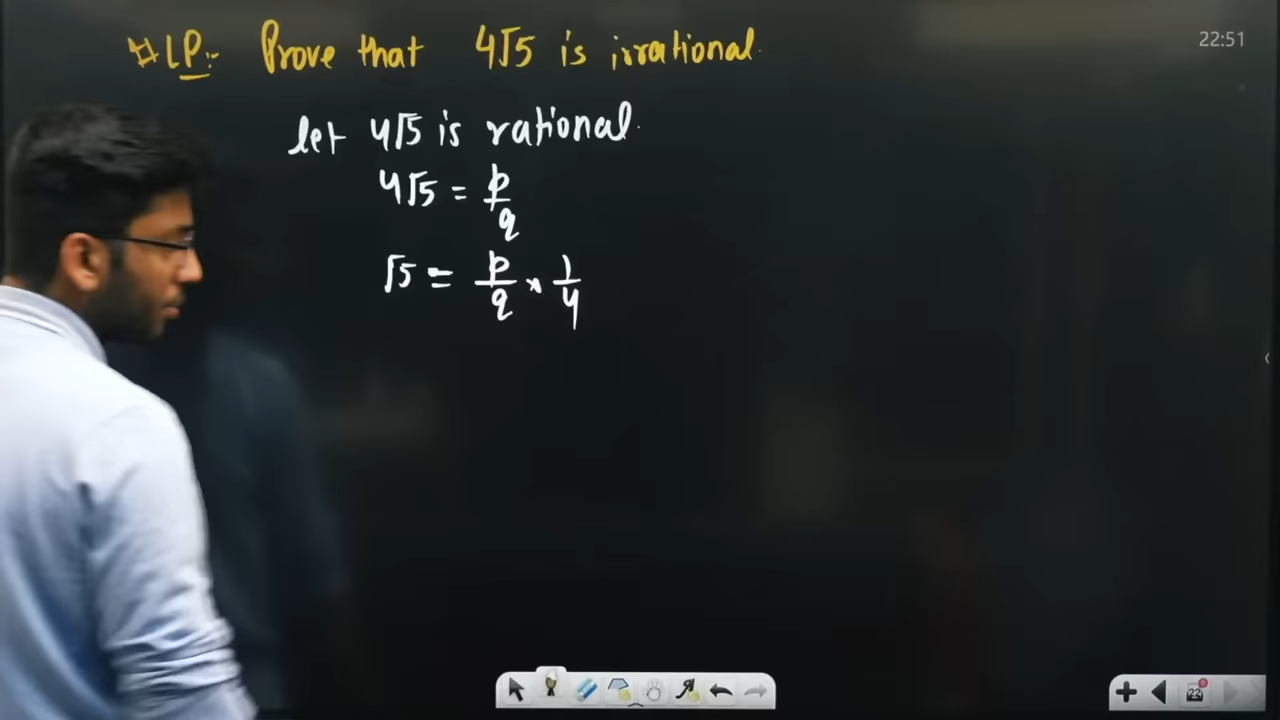 #LP:- Prove that 4√5 is irrational.
22:51
let 4√5 is rational.
4√5 = p/q
√5 = p/q × 1/4
22